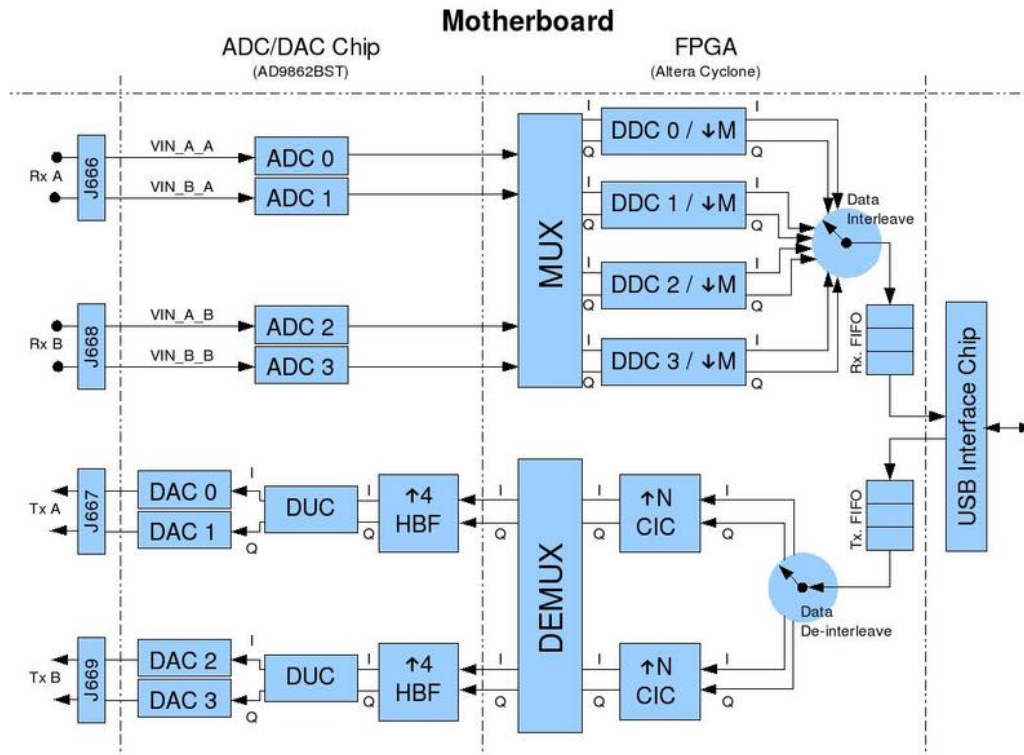 Motherboard
ADC/DAC Chip
(AD9862BST)
FPGA
(Altera Cyclone)
Rx A
J666
VIN_A_A
VIN_B_A
ADC 0
ADC 1
Rx B
J668
VIN_A_B
VIN_B_B
ADC 2
ADC 3
MUX
I
Q
DDC 0 / ↓M
I
Q
I
Q
DDC 1 / ↓M
I
Q
I
Q
DDC 2 / ↓M
I
Q
I
Q
DDC 3 / ↓M
I
Q
Data
Interleave
Rx. FIFO
USB Interface Chip
Tx A
J667
DAC 0
DAC 1
I
Q
DUC
I
Q
↑4
HBF
I
Q
DEMUX
I
Q
↑N
CIC
I
Q
Tx. FIFO
Data
De-interleave
Tx B
J669
DAC 2
DAC 3
I
Q
DUC
I
Q
↑4
HBF
I
Q
I
Q
↑N
CIC
I
Q